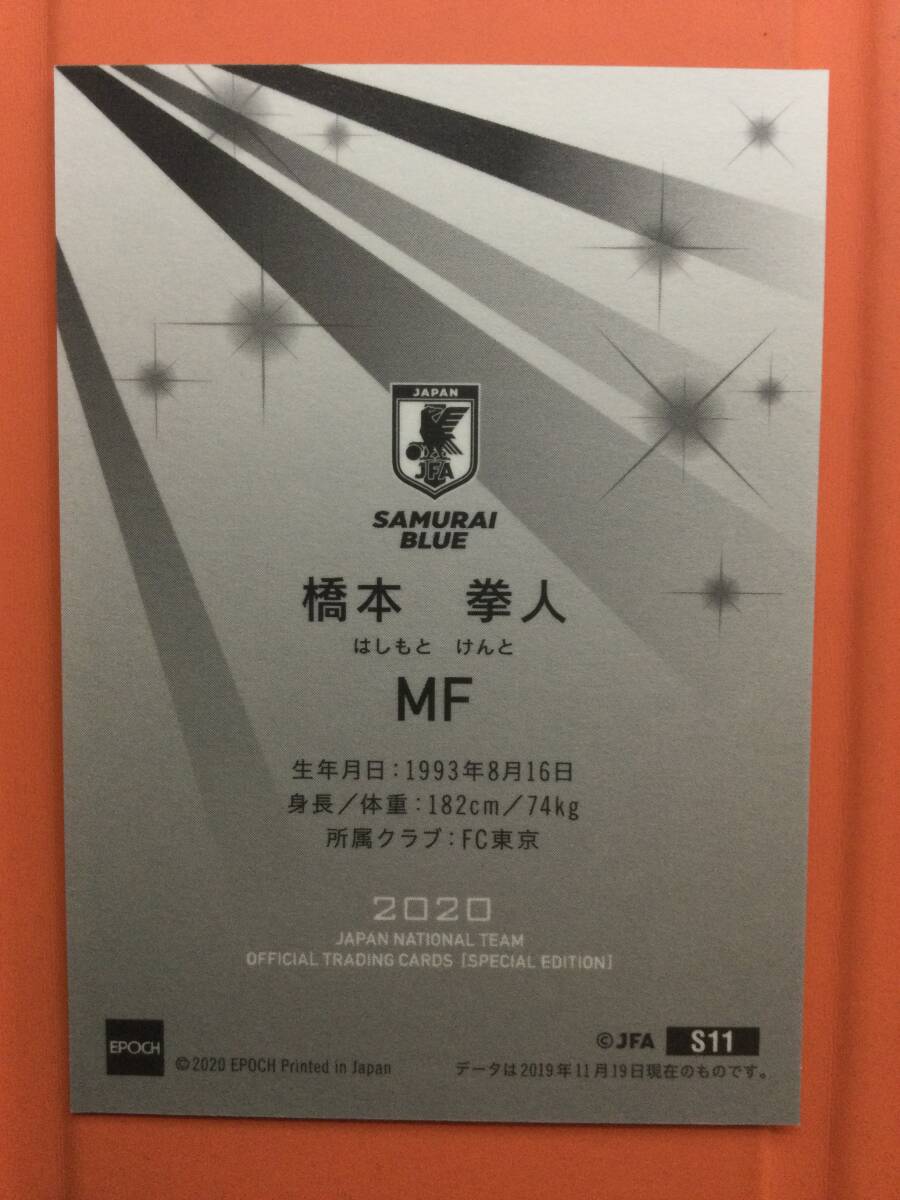 JAPAN
JFA
SAMURAI
BLUE
橋本 拳人
はしもと けんと
MF
生年月日：1993年8月16日
身長／体重：182cm／74kg
所属クラブ：FC東京
2020
JAPAN NATIONAL TEAM
OFFICIAL TRADING CARDS [SPECIAL EDITION]
©JFA S11
EPOCH ©2020 EPOCH Printed in Japan
データは2019年11月19日現在のものです。